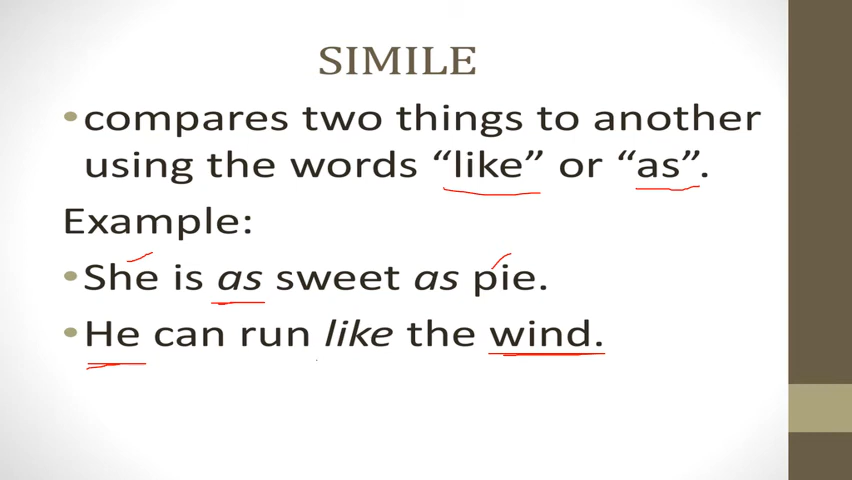 SIMILE
•compares two things to another
using the words “like” or “as”.
Example:
•She is as sweet as pie.
•He can run like the wind.